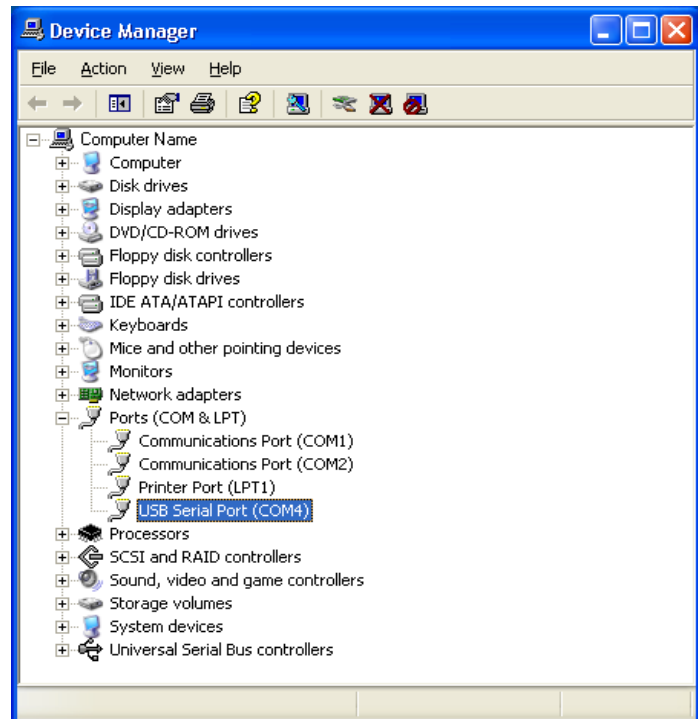 Device Manager
File Action View Help
Computer Name
Computer
Disk drives
Display adapters
DVD/CD-ROM drives
Floppy disk controllers
Floppy disk drives
IDE ATA/ATAPI controllers
Keyboards
Mice and other pointing devices
Monitors
Network adapters
Ports (COM & LPT)
Communications Port (COM1)
Communications Port (COM2)
Printer Port (LPT1)
USB Serial Port (COM4)
Processors
SCSI and RAID controllers
Sound, video and game controllers
Storage volumes
System devices
Universal Serial Bus controllers